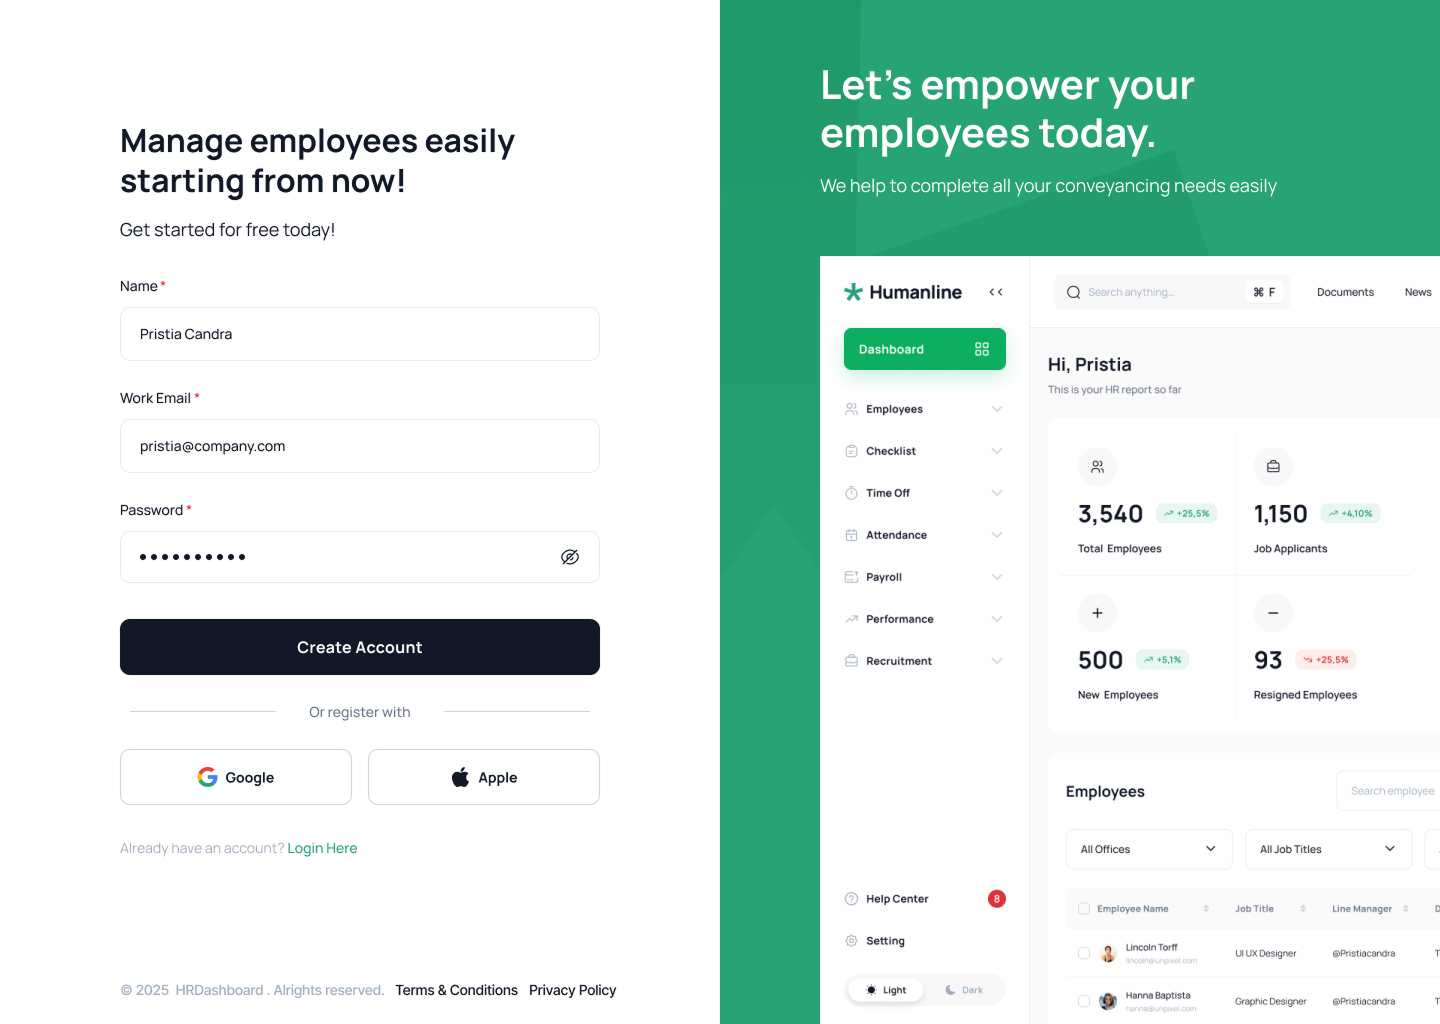 Manage employees easily
starting from now!
Get started for free today!
Name *
Pristia Candra
Work Email *
pristia@company.com
Password *
Create Account
Or register with
Google
Apple
Already have an account? Login Here
© 2025 HRDashboard . Alrights reserved. Terms & Conditions Privacy Policy
Let's empower your
employees today.
We help to complete all your conveyancing needs easily
Humanline
Dashboard
Employees
Checklist
Time Off
Attendance
Payroll
Performance
Recruitment
Help Center 8
Setting
Light Dark
Search anything... ⌘ F Documents News
Hi, Pristia
This is your HR report so far
3,540 +25,5%
Total Employees
1,150 +4,10%
Job Applicants
500 +5,1%
New Employees
93 +25,5%
Resigned Employees
Employees
Search employee
All Offices
All Job Titles
Employee Name Job Title Line Manager
Lincoln Torff UI UX Designer @Pristiacandra
lincoln@unpixel.com
Hanna Baptista Graphic Designer @Pristiacandra
hanna@unpixel.com